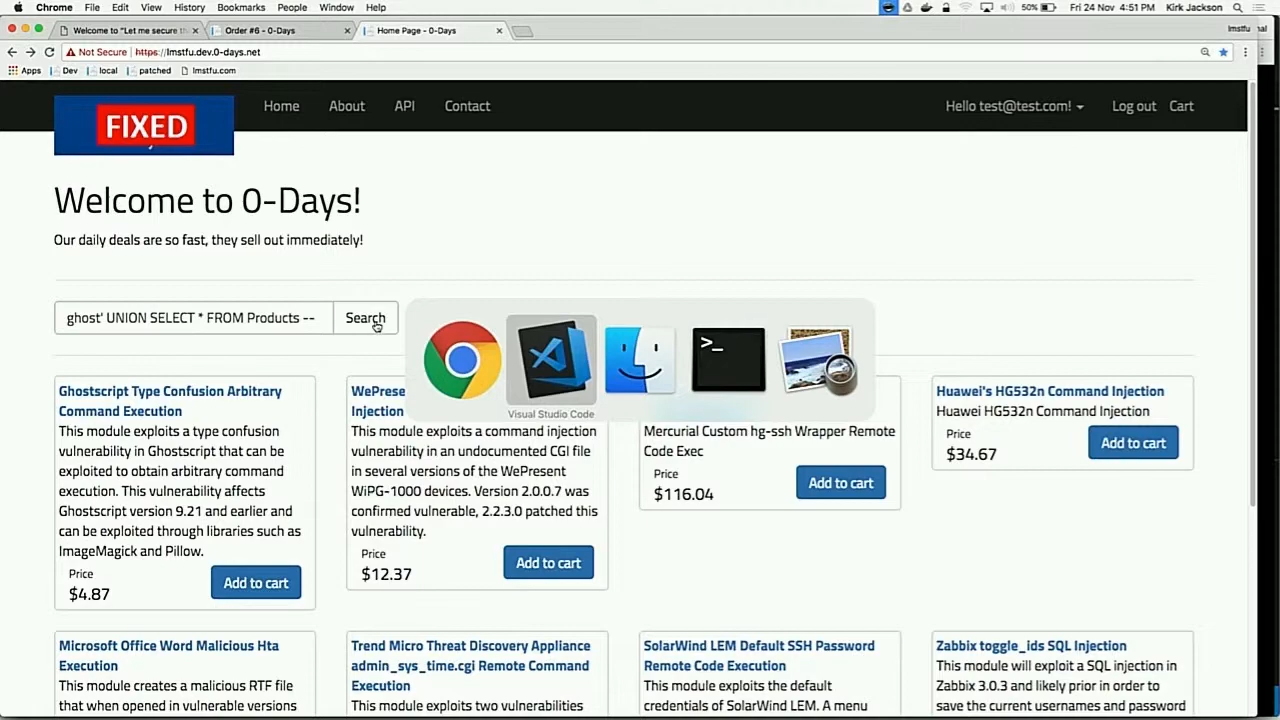 Chrome File Edit View History Bookmarks People Window Help 50% Fri 24 Nov 4:51 PM Kirk Jackson
Welcome to "Let me secure th Order #6 - 0-Days Home Page - 0-Days
Not Secure https://lmstfu.dev.0-days.net
Apps Dev local patched lmstfu.com
FIXED
Home About API Contact Hello test@test.com! Log out Cart
Welcome to 0-Days!
Our daily deals are so fast, they sell out immediately!
ghost' UNION SELECT * FROM Products -- Search
Visual Studio Code
Ghostscript Type Confusion Arbitrary
Command Execution
This module exploits a type confusion
vulnerability in Ghostscript that can be
exploited to obtain arbitrary command
execution. This vulnerability affects
Ghostscript version 9.21 and earlier and
can be exploited through libraries such as
ImageMagick and Pillow.
Price
$4.87
Add to cart
WePresent
Injection
This module exploits a command injection
vulnerability in an undocumented CGI file
in several versions of the WePresent
WiPG-1000 devices. Version 2.0.0.7 was
confirmed vulnerable, 2.2.3.0 patched this
vulnerability.
Price
$12.37
Add to cart
Mercurial Custom hg-ssh Wrapper Remote
Code Exec
Price
$116.04
Add to cart
Huawei's HG532n Command Injection
Huawei HG532n Command Injection
Price
$34.67
Add to cart
Microsoft Office Word Malicious Hta
Execution
This module creates a malicious RTF file
that when opened in vulnerable versions
Trend Micro Threat Discovery Appliance
admin_sys_time.cgi Remote Command
Execution
This module exploits two vulnerabilities
SolarWind LEM Default SSH Password
Remote Code Execution
This module exploits the default
credentials of SolarWind LEM. A menu
Zabbix toggle_ids SQL Injection
This module will exploit a SQL injection in
Zabbix 3.0.3 and likely prior in order to
save the current usernames and password